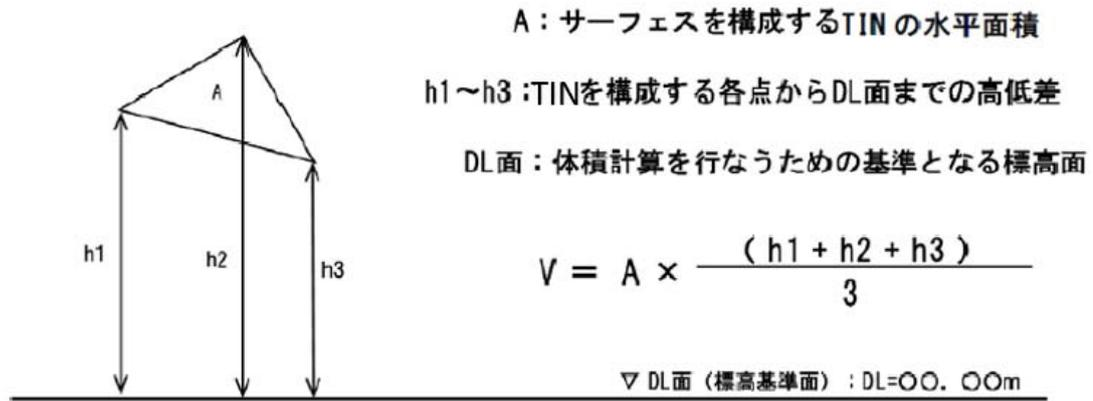 A：サーフェスを構成するTINの水平面積
A
h1～h3：TINを構成する各点からDL面までの高低差
DL面：体積計算を行なうための基準となる標高面
h1
h2
h3
V = A × (h1 + h2 + h3) / 3
▽ DL面（標高基準面）：DL=〇〇．〇〇m